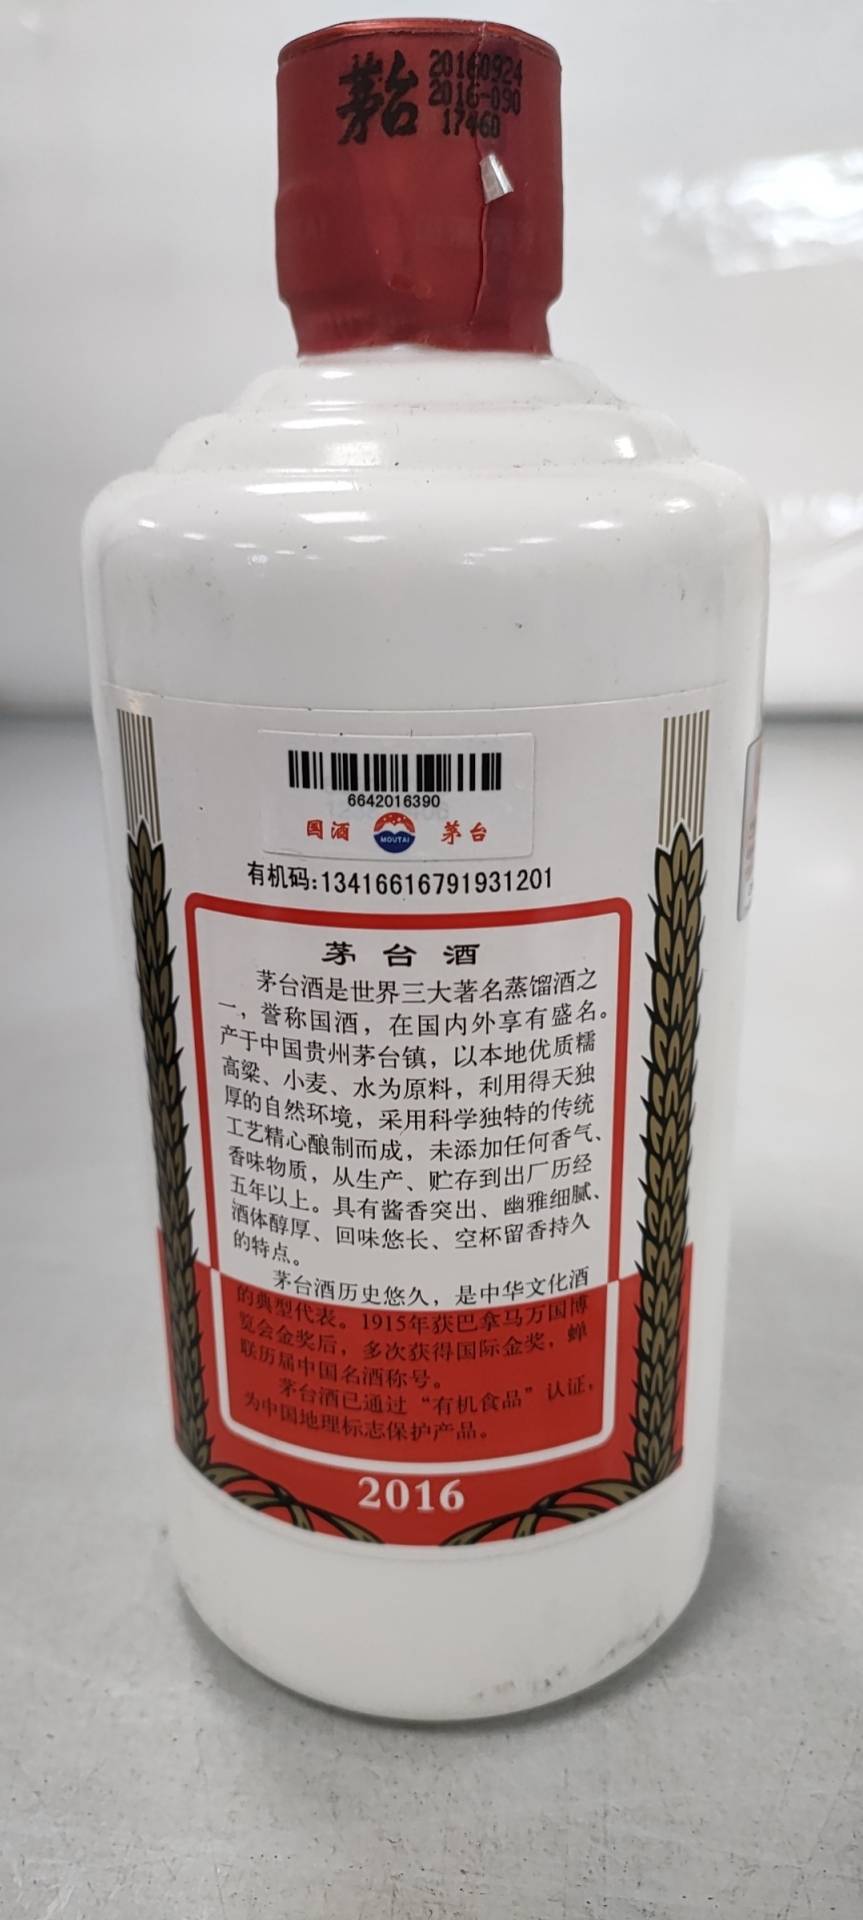 茅台
20160924
2016-090
17460
6642016390
国酒 MOUTAI 茅台
有机码:13416616791931201
茅台酒
茅台酒是世界三大著名蒸馏酒之
一，誉称国酒，在国内外享有盛名。
产于中国贵州茅台镇，以本地优质糯
高粱、小麦、水为原料，利用得天独
厚的自然环境，采用科学独特的传统
工艺精心酿制而成，未添加任何香气、
香味物质，从生产、贮存到出厂历经
五年以上。具有酱香突出、幽雅细腻、
酒体醇厚、回味悠长、空杯留香持久
的特点。
茅台酒历史悠久，是中华文化酒
的典型代表。1915年获巴拿马万国博
览会金奖后，多次获得国际金奖，蝉
联历届中国名酒称号。
茅台酒已通过“有机食品”认证，
为中国地理标志保护产品。
2016